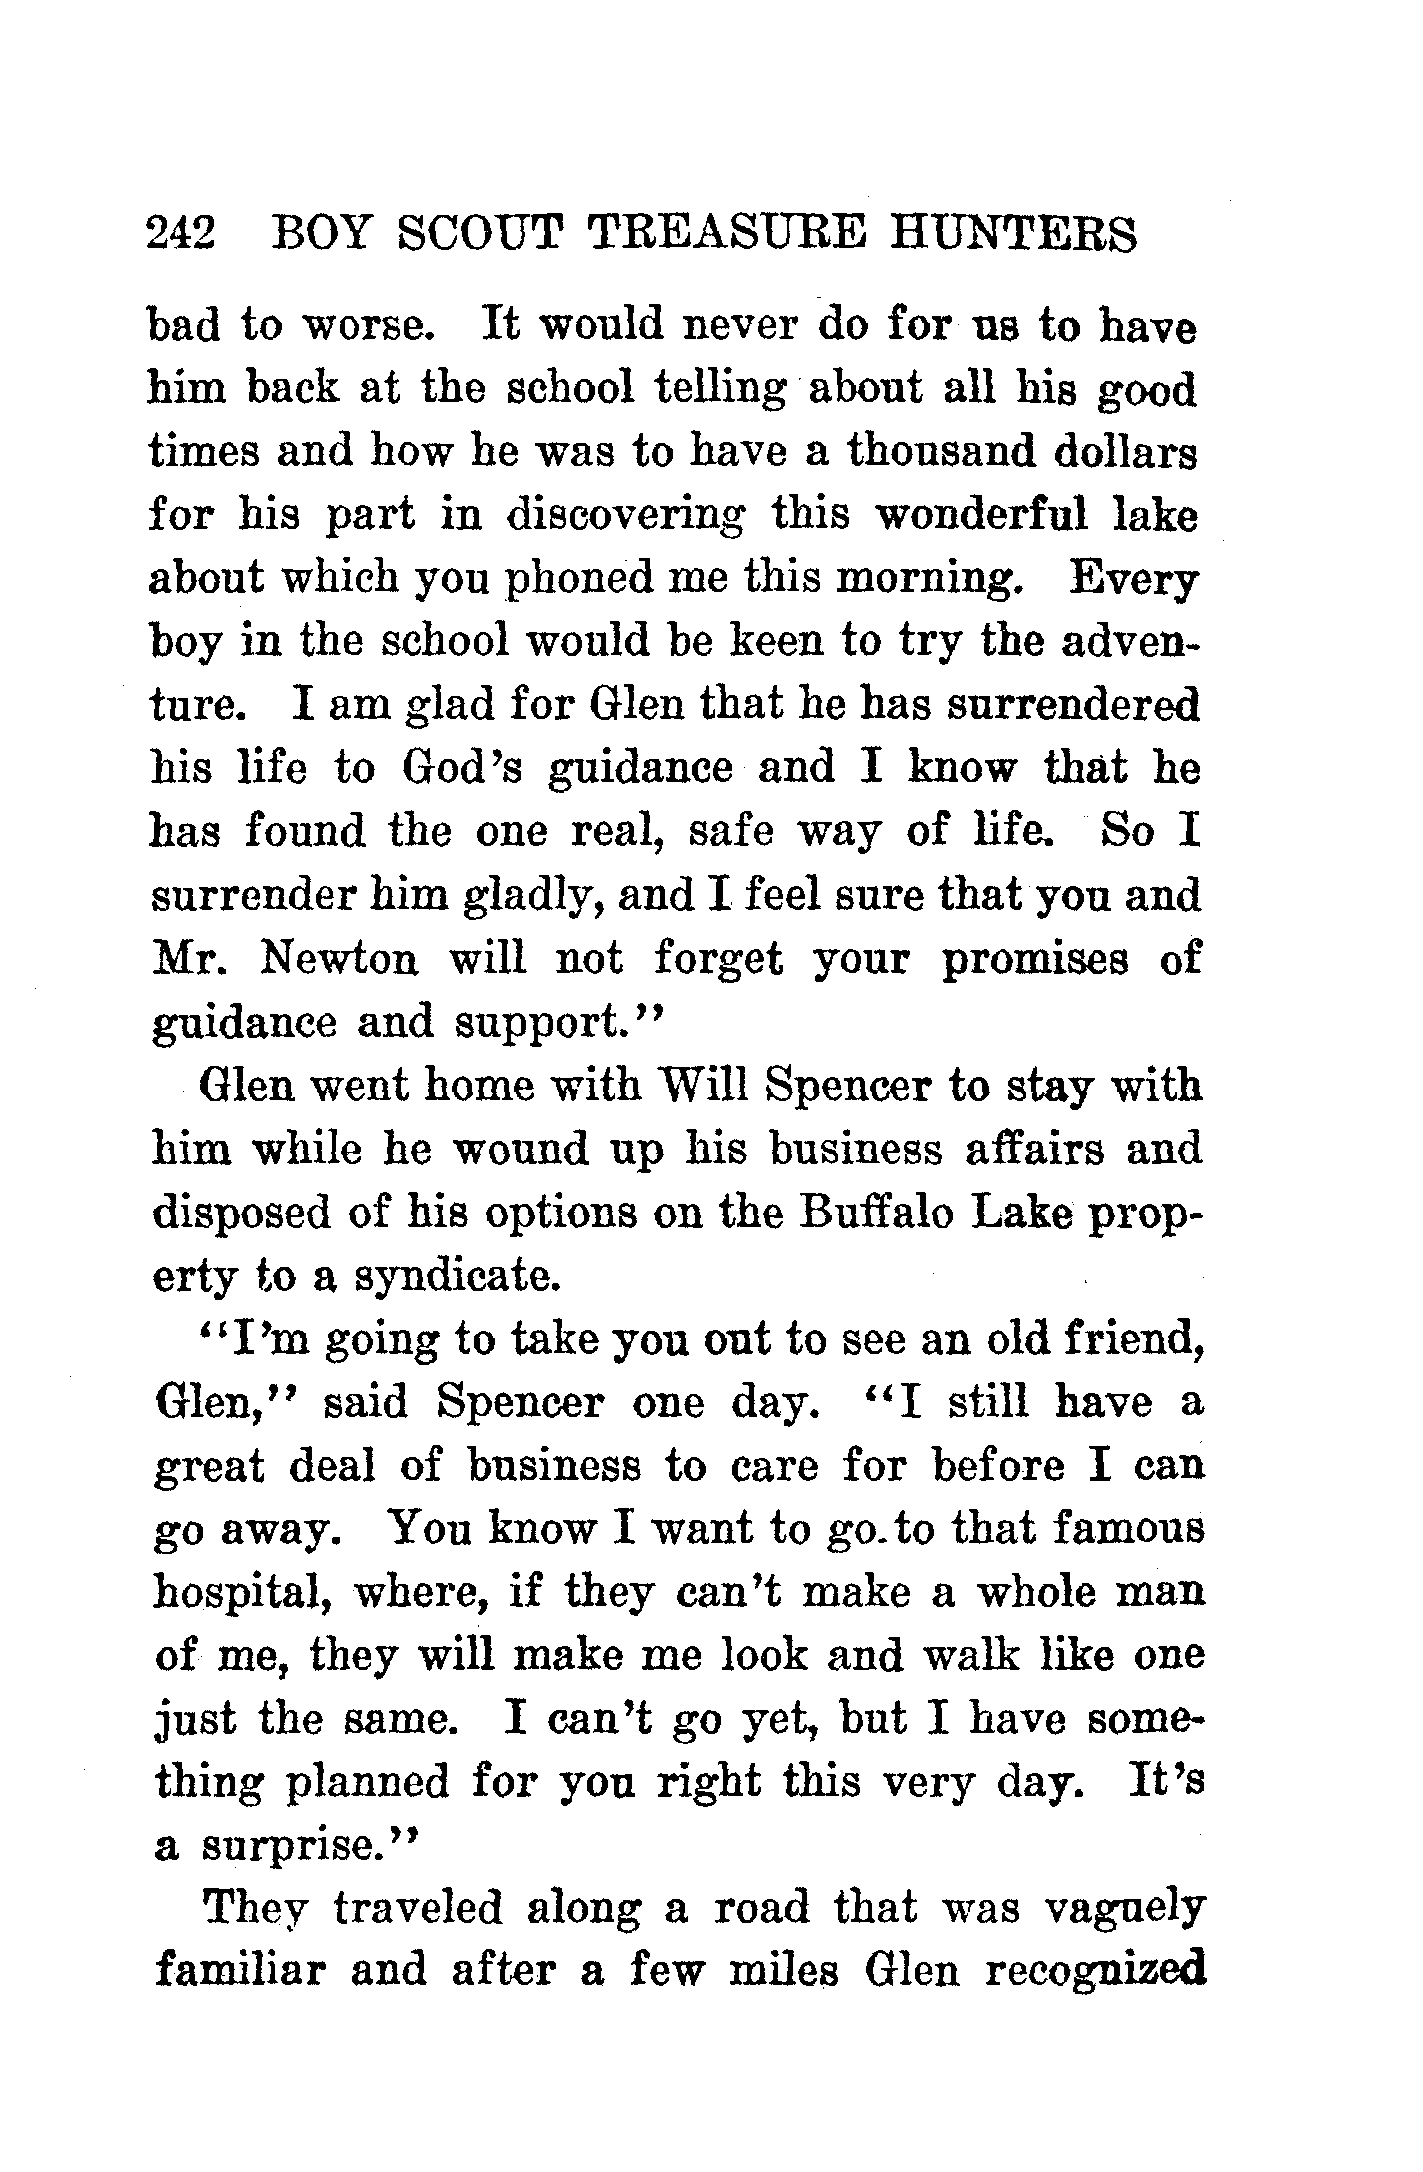 242 BOY SCOUT TREASURE HUNTERS
bad to worse. It would never do for us to have
him back at the school telling about all his good
times and how he was to have a thousand dollars
for his part in discovering this wonderful lake
about which you phoned me this morning. Every
boy in the school would be keen to try the adven-
ture. I am glad for Glen that he has surrendered
his life to God's guidance and I know that he
has found the one real, safe way of life. So I
surrender him gladly, and I feel sure that you and
Mr. Newton will not forget your promises of
guidance and support."
Glen went home with Will Spencer to stay with
him while he wound up his business affairs and
disposed of his options on the Buffalo Lake prop-
erty to a syndicate.
"I'm going to take you out to see an old friend,
Glen," said Spencer one day. "I still have a
great deal of business to care for before I can
go away. You know I want to go to that famous
hospital, where, if they can't make a whole man
of me, they will make me look and walk like one
just the same. I can't go yet, but I have some-
thing planned for you right this very day. It's
a surprise."
They traveled along a road that was vaguely
familiar and after a few miles Glen recognized